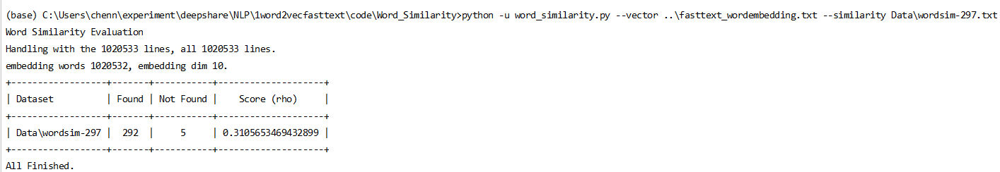 (base) C:\Users\chenn\experiment\deepshare\NLP\1word2vecfasttext\code\Word_Similarity>python -u word_similarity.py --vector ..\fasttext_wordembedding.txt --similarity Data\wordsim-297.txt
Word Similarity Evaluation
Handling with the 1020533 lines, all 1020533 lines.
embedding words 1020532, embedding dim 10.
+------------------+-------+-----------+--------------------+
| Dataset          | Found | Not Found |    Score (rho)     |
+------------------+-------+-----------+--------------------+
| Data\wordsim-297 |  292  |     5     | 0.3105653469432899 |
+------------------+-------+-----------+--------------------+
All Finished.